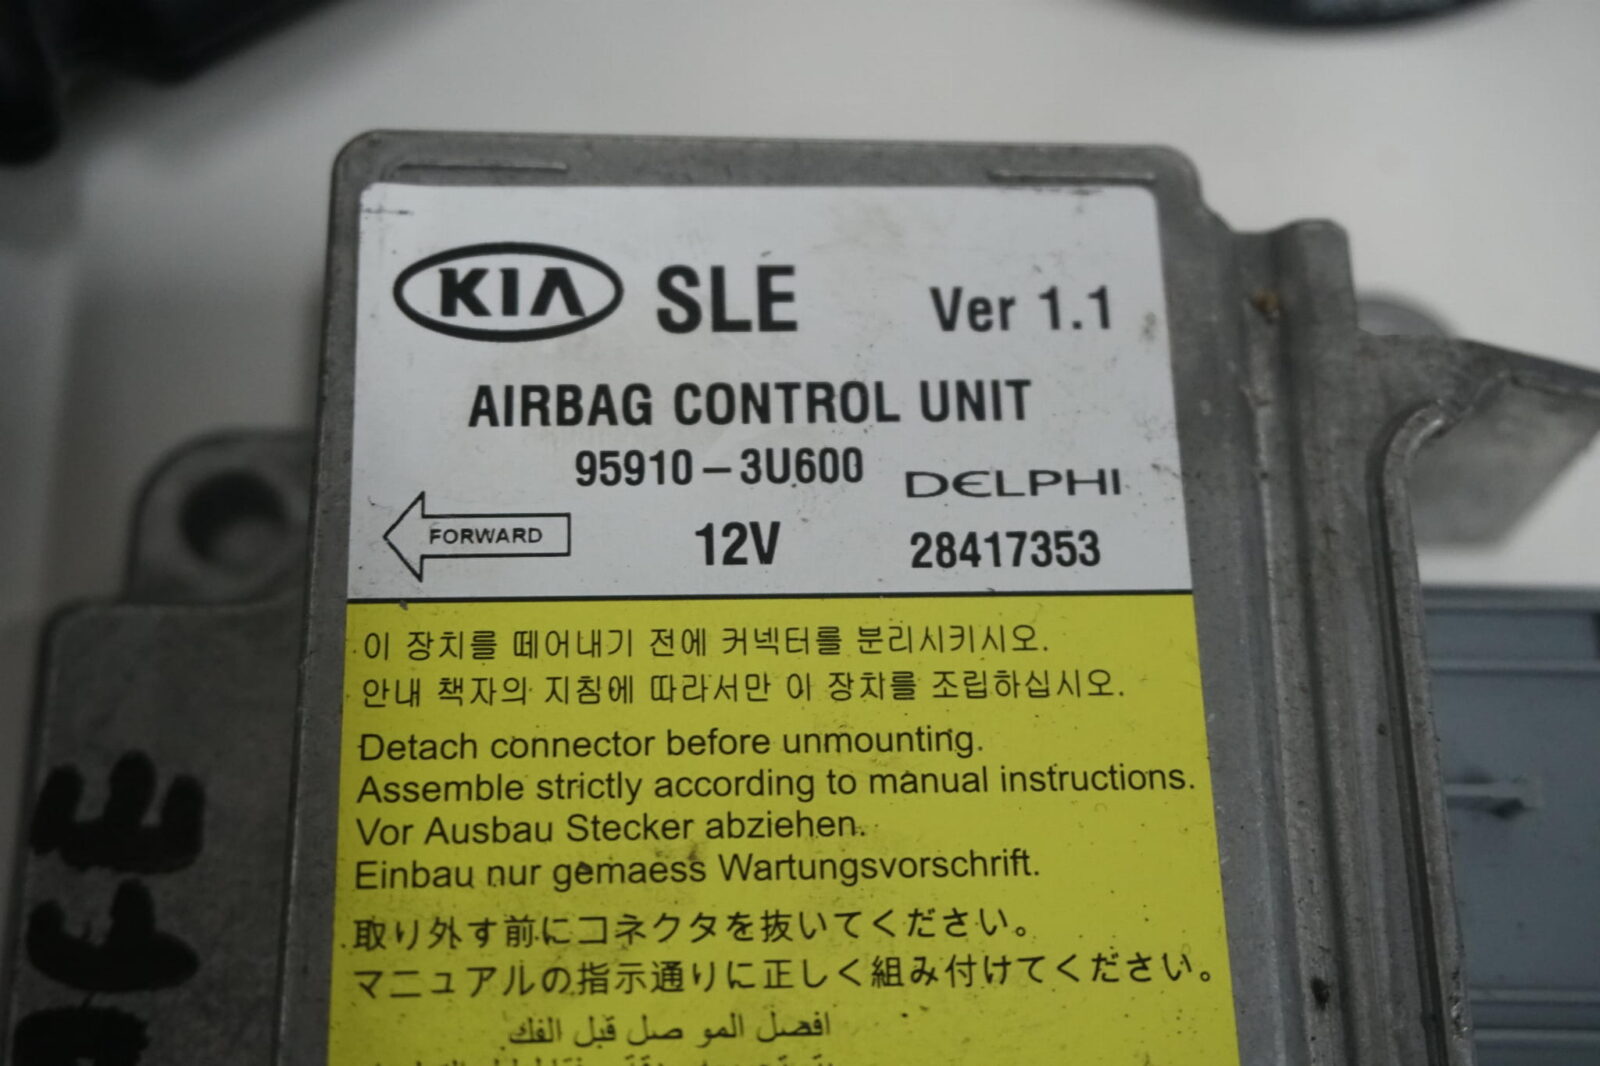 KIA SLE Ver 1.1
AIRBAG CONTROL UNIT
95910-3U600 DELPHI
FORWARD 12V 28417353
이 장치를 떼어내기 전에 커넥터를 분리시키시오.
안내 책자의 지침에 따라서만 이 장치를 조립하십시오.
Detach connector before unmounting.
Assemble strictly according to manual instructions.
Vor Ausbau Stecker abziehen.
Einbau nur gemaess Wartungsvorschrift.
取り外す前にコネクタを抜いてください。
マニュアルの指示通りに正しく組み付けてください。
افصل المو صل قبل الفك.